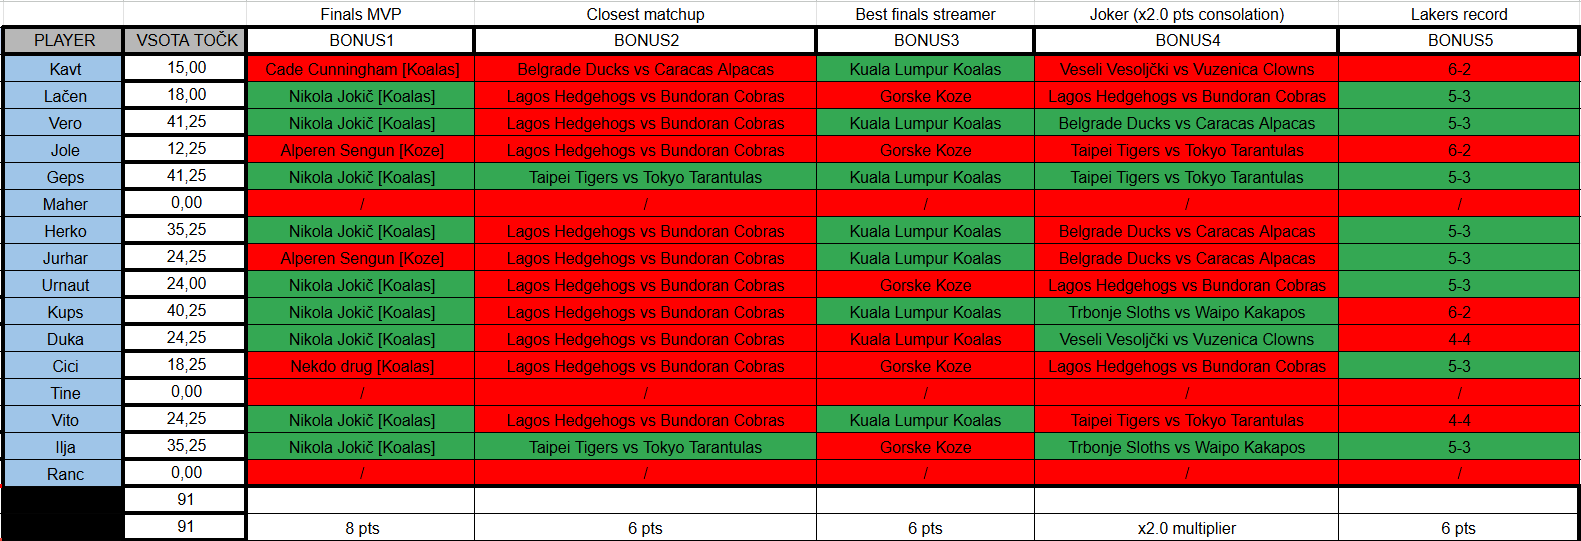 Finals MVP Closest matchup Best finals streamer Joker (x2.0 pts consolation) Lakers record
PLAYER VSOTA TOČK BONUS1 BONUS2 BONUS3 BONUS4 BONUS5
Kavt 15,00 Cade Cunningham [Koalas] Belgrade Ducks vs Caracas Alpacas Kuala Lumpur Koalas Veseli Vesoljčki vs Vuzenica Clowns 6-2
Lačen 18,00 Nikola Jokič [Koalas] Lagos Hedgehogs vs Bundoran Cobras Gorske Koze Lagos Hedgehogs vs Bundoran Cobras 5-3
Vero 41,25 Nikola Jokič [Koalas] Lagos Hedgehogs vs Bundoran Cobras Kuala Lumpur Koalas Belgrade Ducks vs Caracas Alpacas 5-3
Jole 12,25 Alperen Sengun [Koze] Lagos Hedgehogs vs Bundoran Cobras Gorske Koze Taipei Tigers vs Tokyo Tarantulas 6-2
Geps 41,25 Nikola Jokič [Koalas] Taipei Tigers vs Tokyo Tarantulas Kuala Lumpur Koalas Taipei Tigers vs Tokyo Tarantulas 5-3
Maher 0,00 / / / / /
Herko 35,25 Nikola Jokič [Koalas] Lagos Hedgehogs vs Bundoran Cobras Kuala Lumpur Koalas Belgrade Ducks vs Caracas Alpacas 5-3
Jurhar 24,25 Alperen Sengun [Koze] Lagos Hedgehogs vs Bundoran Cobras Kuala Lumpur Koalas Belgrade Ducks vs Caracas Alpacas 5-3
Urnaut 24,00 Nikola Jokič [Koalas] Lagos Hedgehogs vs Bundoran Cobras Gorske Koze Lagos Hedgehogs vs Bundoran Cobras 5-3
Kups 40,25 Nikola Jokič [Koalas] Lagos Hedgehogs vs Bundoran Cobras Kuala Lumpur Koalas Trbonje Sloths vs Waipo Kakapos 6-2
Duka 24,25 Nikola Jokič [Koalas] Lagos Hedgehogs vs Bundoran Cobras Kuala Lumpur Koalas Veseli Vesoljčki vs Vuzenica Clowns 4-4
Cici 18,25 Nekdo drug [Koalas] Lagos Hedgehogs vs Bundoran Cobras Gorske Koze Lagos Hedgehogs vs Bundoran Cobras 5-3
Tine 0,00 / / / / /
Vito 24,25 Nikola Jokič [Koalas] Lagos Hedgehogs vs Bundoran Cobras Kuala Lumpur Koalas Taipei Tigers vs Tokyo Tarantulas 4-4
Ilja 35,25 Nikola Jokič [Koalas] Taipei Tigers vs Tokyo Tarantulas Gorske Koze Trbonje Sloths vs Waipo Kakapos 5-3
Ranc 0,00 / / / / /
91
91 8 pts 6 pts 6 pts x2.0 multiplier 6 pts